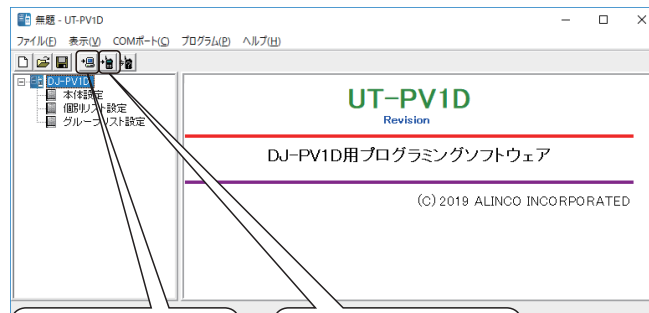 無題 - UT-PV1D
ファイル(F) 表示(V) COMポート(C) プログラム(P) ヘルプ(H)
DJ-PV1D
本体設定
個別リスト設定
グループリスト設定
UT-PV1D
Revision
DJ-PV1D用プログラミングソフトウェア
(C)2019 ALINCO INCORPORATED